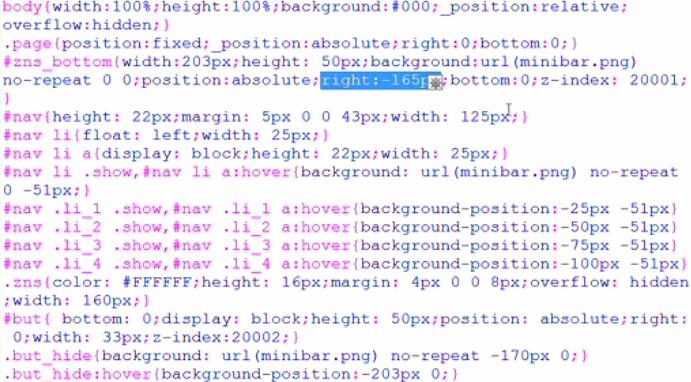 body{width:100%;height:100%;background:#000;_position:relative;
overflow:hidden;}
.page{position:fixed;_position:absolute;right:0;bottom:0;}
#zns_bottom{width:203px;height: 50px;background:url(minibar.png)
no-repeat 0 0;position:absolute;right:-165px;bottom:0;z-index: 20001;
}
#nav{height: 22px;margin: 5px 0 0 43px;width: 125px;}
#nav li{float: left;width: 25px;}
#nav li a{display: block;height: 22px;width: 25px;}
#nav li .show,#nav li a:hover{background: url(minibar.png) no-repeat
0 -51px;}
#nav .li_1 .show,#nav .li_1 a:hover{background-position:-25px -51px}
#nav .li_2 .show,#nav .li_2 a:hover{background-position:-50px -51px}
#nav .li_3 .show,#nav .li_3 a:hover{background-position:-75px -51px}
#nav .li_4 .show,#nav .li_4 a:hover{background-position:-100px -51px}
.zns{color: #FFFFFF;height: 16px;margin: 4px 0 0 8px;overflow: hidden
;width: 160px;}
#but{ bottom: 0;display: block;height: 50px;position: absolute;right:
0;width: 33px;z-index:20002;}
.but_hide{background: url(minibar.png) no-repeat -170px 0;}
.but_hide:hover{background-position:-203px 0;}